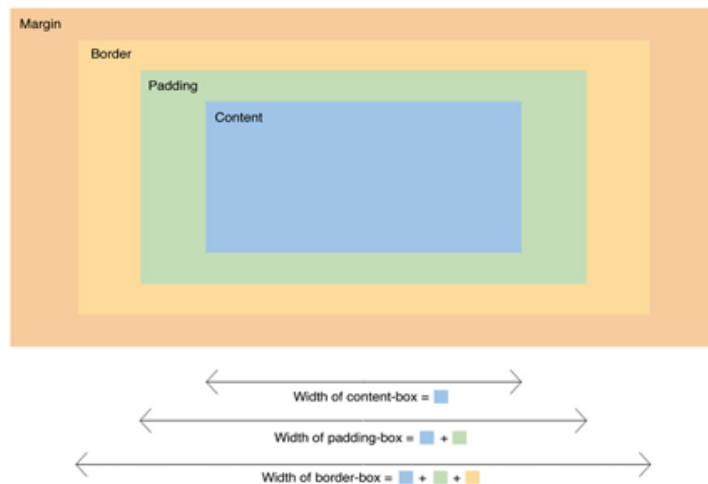 Margin
Border
Padding
Content
Width of content-box =
Width of padding-box = +
Width of border-box = + +